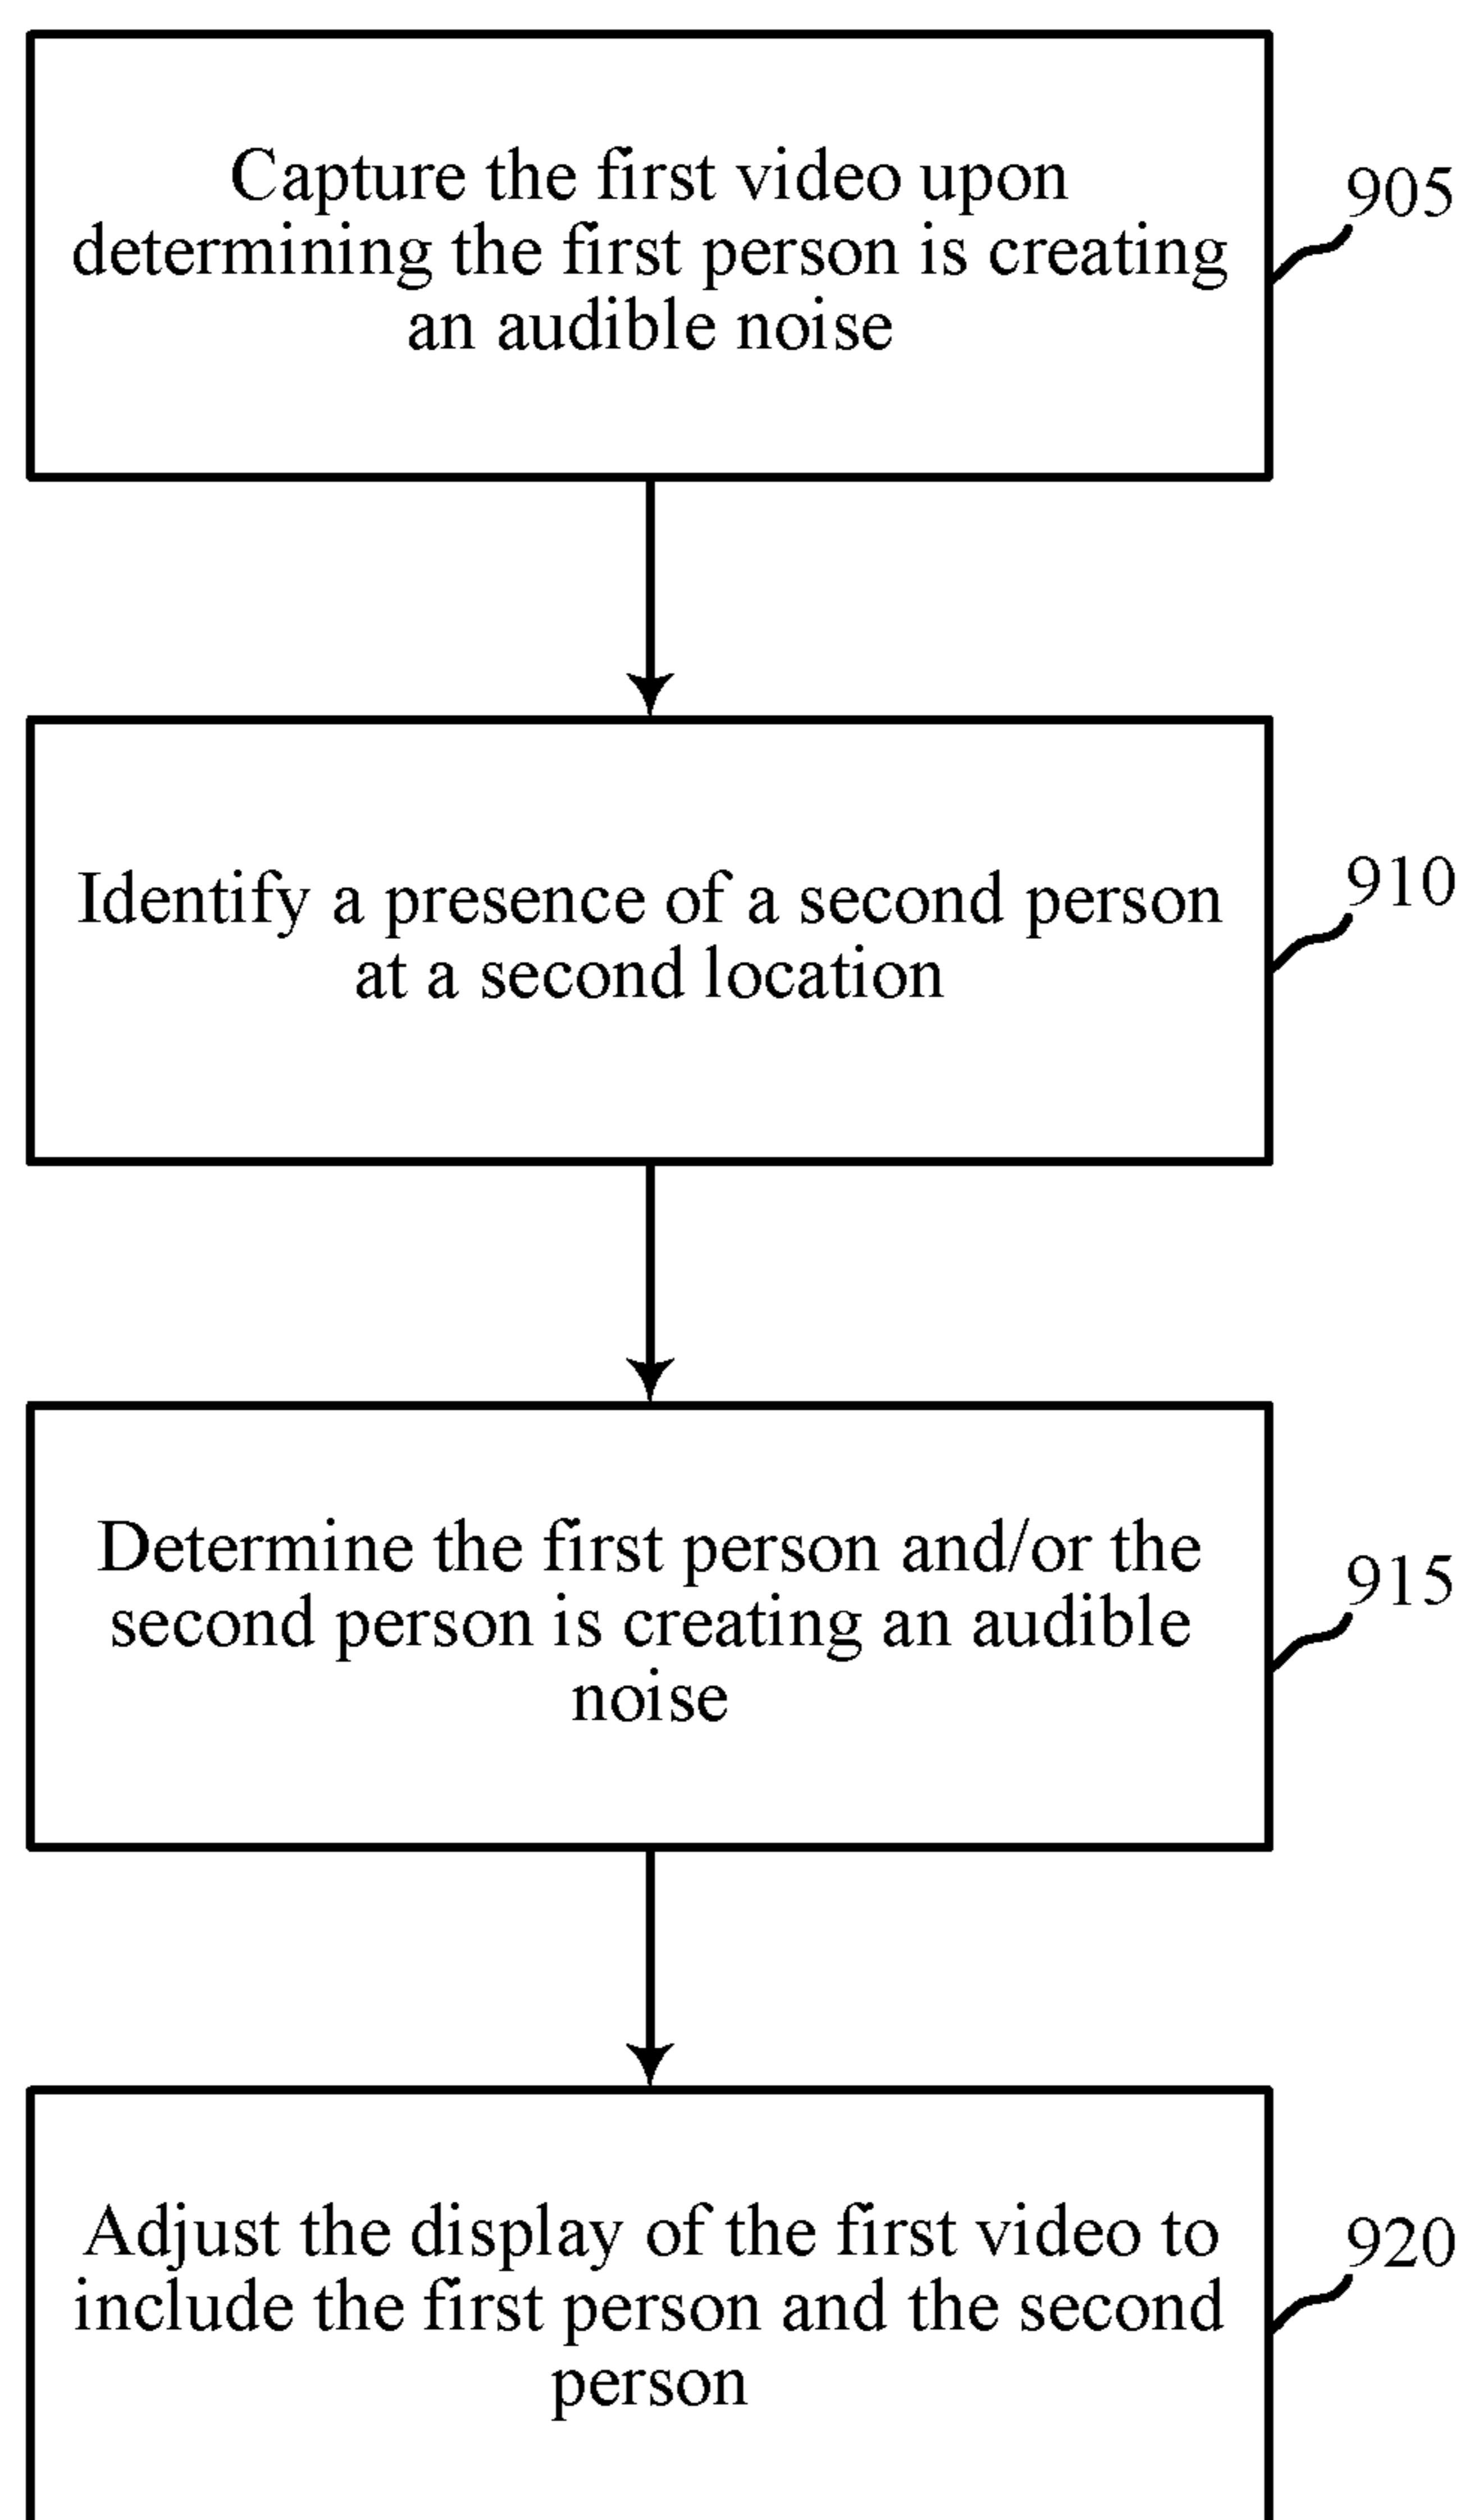 Capture the first video upon
determining the first person is creating
an audible noise
905
Identify a presence of a second person
at a second location
910
Determine the first person and/or the
second person is creating an audible
noise
915
Adjust the display of the first video to
include the first person and the second
person
920